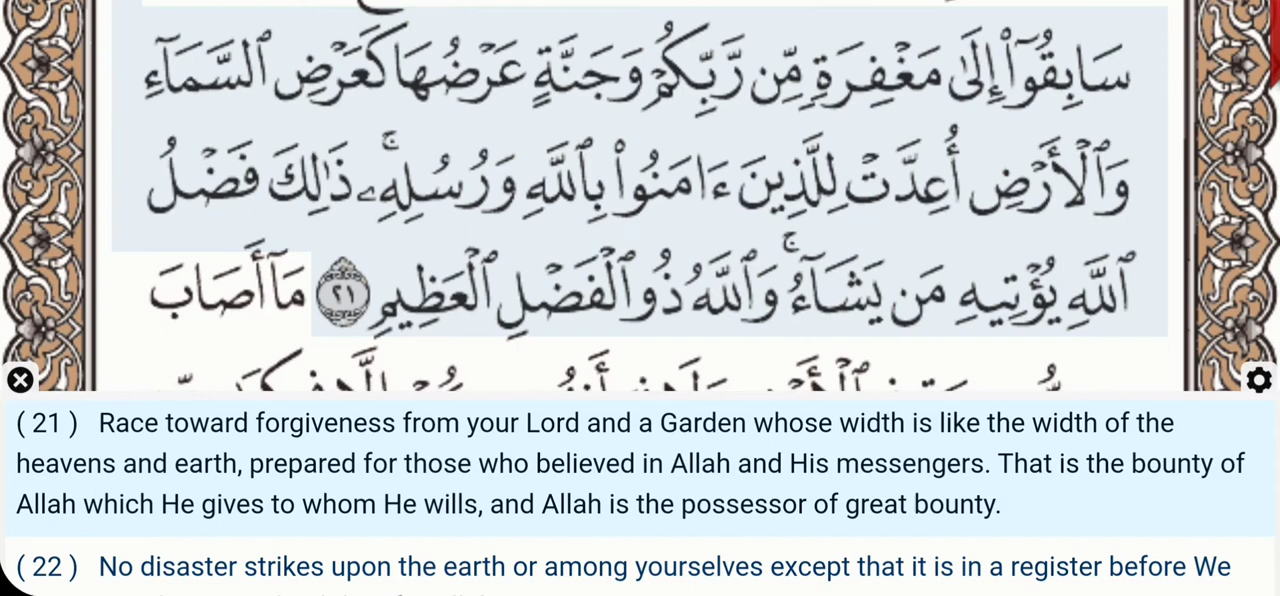 سَابِقُوٓا۟ إِلَىٰ مَغْفِرَةٍ مِّن رَّبِّكُمْ وَجَنَّةٍ عَرْضُهَا كَعَرْضِ ٱلسَّمَآءِ
وَٱلْأَرْضِ أُعِدَّتْ لِلَّذِينَ ءَامَنُوا۟ بِٱللَّهِ وَرُسُلِهِۦ ۚ ذَٰلِكَ فَضْلُ
ٱللَّهِ يُؤْتِيهِ مَن يَشَآءُ ۚ وَٱللَّهُ ذُو ٱلْفَضْلِ ٱلْعَظِيمِ ٢١ مَآ أَصَابَ
( 21 ) Race toward forgiveness from your Lord and a Garden whose width is like the width of the
heavens and earth, prepared for those who believed in Allah and His messengers. That is the bounty of
Allah which He gives to whom He wills, and Allah is the possessor of great bounty.
( 22 ) No disaster strikes upon the earth or among yourselves except that it is in a register before We